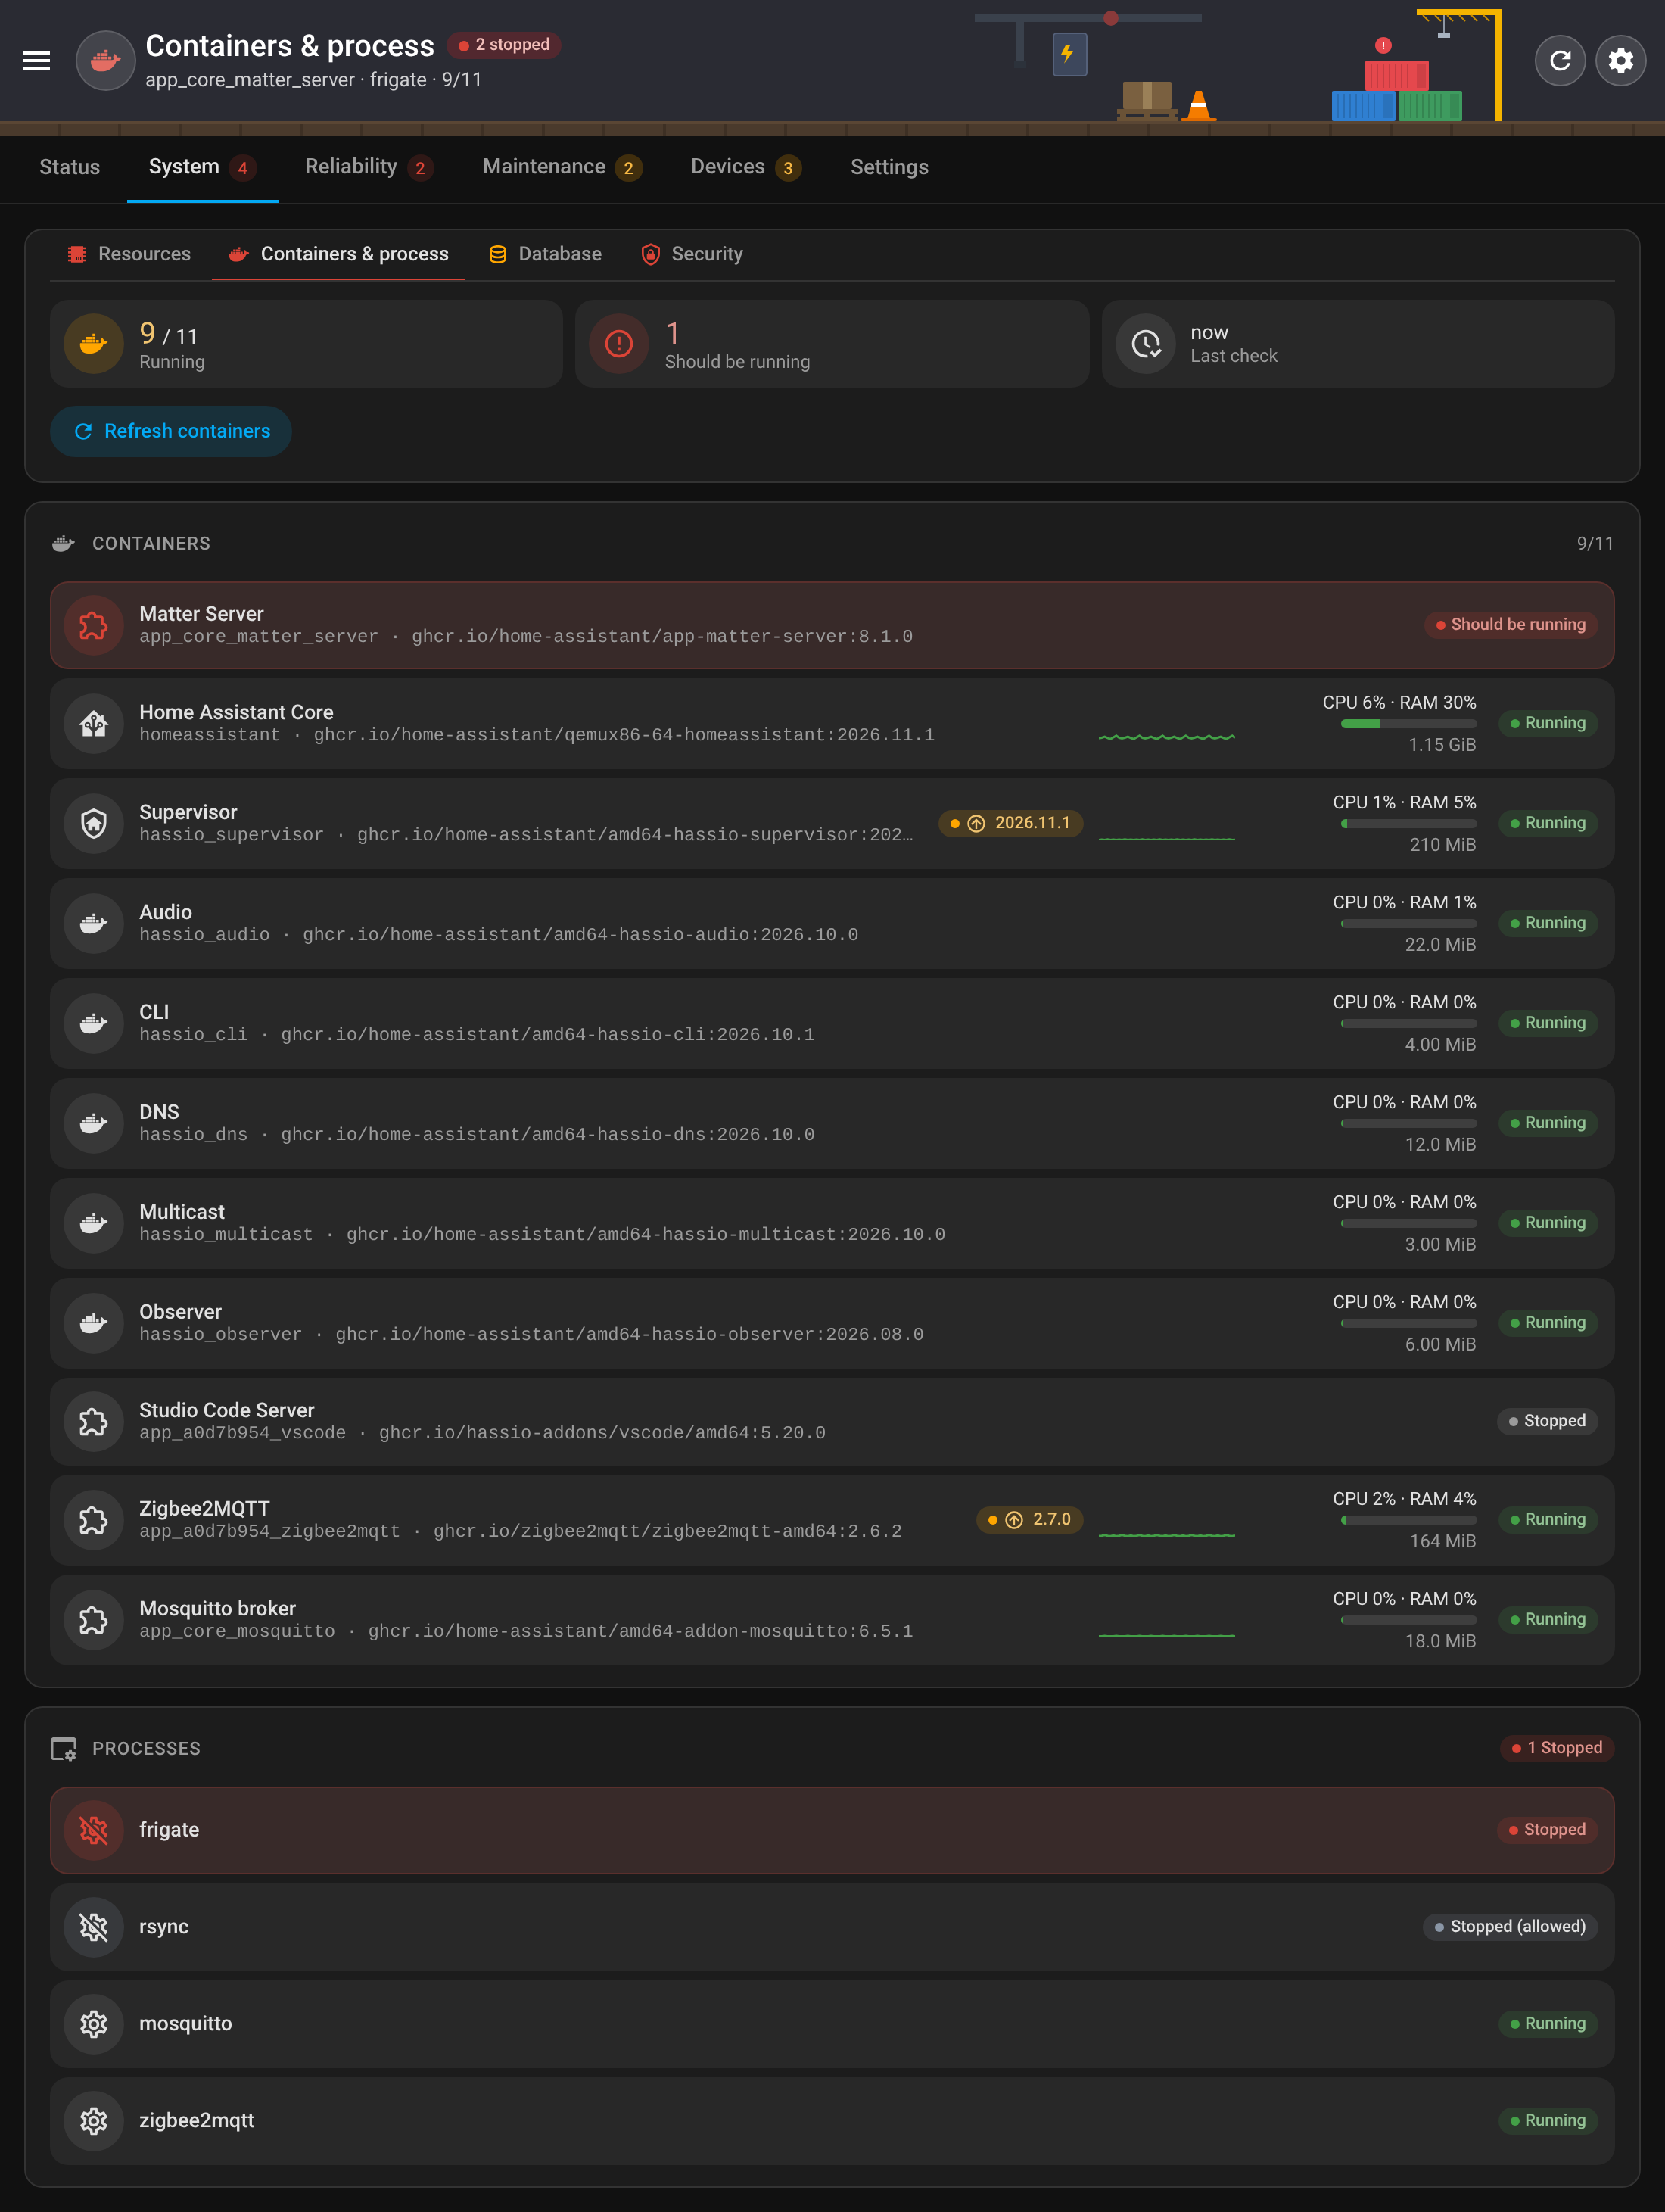 Containers & process
2 stopped
app_core_matter_server · frigate · 9/11
!
Status
System 4
Reliability 2
Maintenance 2
Devices 3
Settings
Resources
Containers & process
Database
Security
9 / 11
Running
1
Should be running
now
Last check
Refresh containers
CONTAINERS
9/11
Matter Server
app_core_matter_server · ghcr.io/home-assistant/app-matter-server:8.1.0
Should be running
Home Assistant Core
homeassistant · ghcr.io/home-assistant/qemux86-64-homeassistant:2026.11.1
CPU 6% · RAM 30%
1.15 GiB
Running
Supervisor
hassio_supervisor · ghcr.io/home-assistant/amd64-hassio-supervisor:202…
2026.11.1
CPU 1% · RAM 5%
210 MiB
Running
Audio
hassio_audio · ghcr.io/home-assistant/amd64-hassio-audio:2026.10.0
CPU 0% · RAM 1%
22.0 MiB
Running
CLI
hassio_cli · ghcr.io/home-assistant/amd64-hassio-cli:2026.10.1
CPU 0% · RAM 0%
4.00 MiB
Running
DNS
hassio_dns · ghcr.io/home-assistant/amd64-hassio-dns:2026.10.0
CPU 0% · RAM 0%
12.0 MiB
Running
Multicast
hassio_multicast · ghcr.io/home-assistant/amd64-hassio-multicast:2026.10.0
CPU 0% · RAM 0%
3.00 MiB
Running
Observer
hassio_observer · ghcr.io/home-assistant/amd64-hassio-observer:2026.08.0
CPU 0% · RAM 0%
6.00 MiB
Running
Studio Code Server
app_a0d7b954_vscode · ghcr.io/hassio-addons/vscode/amd64:5.20.0
Stopped
Zigbee2MQTT
app_a0d7b954_zigbee2mqtt · ghcr.io/zigbee2mqtt/zigbee2mqtt-amd64:2.6.2
2.7.0
CPU 2% · RAM 4%
164 MiB
Running
Mosquitto broker
app_core_mosquitto · ghcr.io/home-assistant/amd64-addon-mosquitto:6.5.1
CPU 0% · RAM 0%
18.0 MiB
Running
PROCESSES
1 Stopped
frigate
Stopped
rsync
Stopped (allowed)
mosquitto
Running
zigbee2mqtt
Running